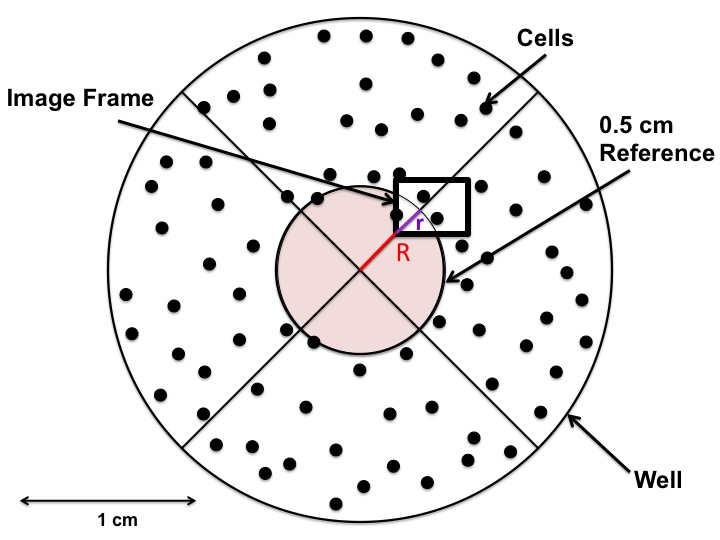 Cells
Image Frame
0.5 cm
Reference
r
R
Well
1 cm